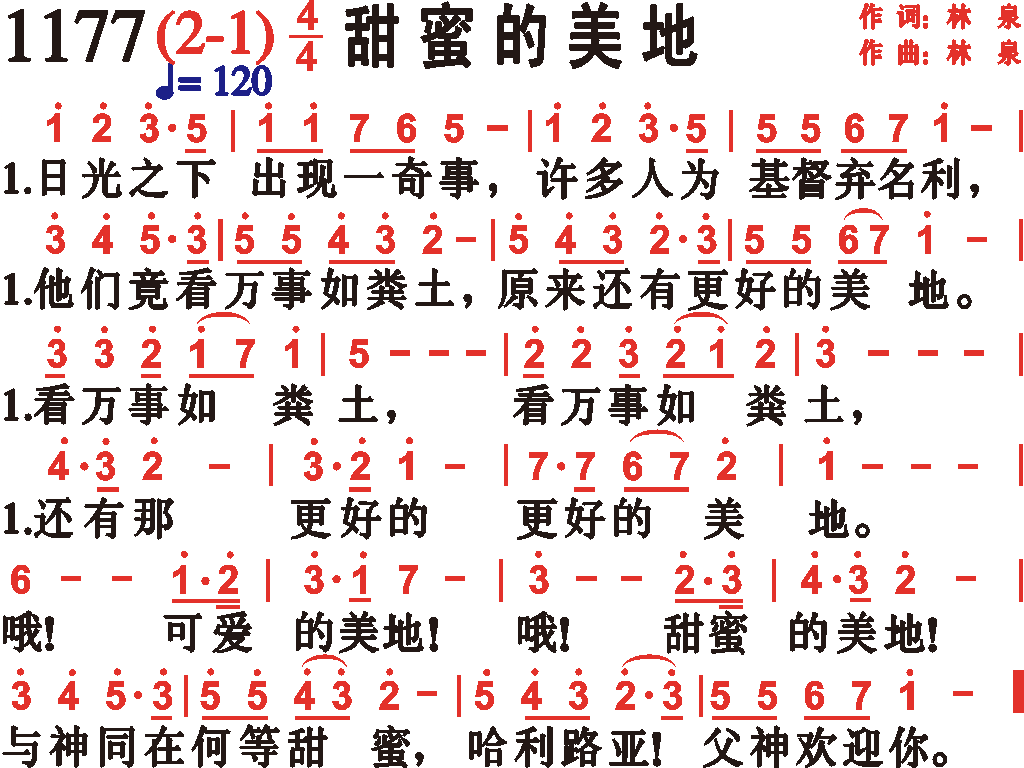 1177(2-1) 4/4 甜蜜的美地
作 词: 林 泉
作 曲: 林 泉
♩= 120
1̇ 2̇ 3̇·5̇ | 1̇ 1̇ 7 6 5 － | 1̇ 2̇ 3̇·5̇ | 5 5 6 7 1̇ － |
1.日光之下 出现一奇事，许多人为 基督弃名利，
3̇ 4̇ 5̇·3̇ | 5̇ 5̇ 4̇ 3̇ 2̇ － | 5̇ 4̇ 3̇ 2̇·3̇ | 5 5 6 7 1̇ － |
1.他们竟看万事如粪土，原来还有更好的美 地。
3̇ 3̇ 2̇ 1̇ 7 1̇ | 5 － － － | 2̇ 2̇ 3̇ 2̇ 1̇ 2̇ | 3̇ － － － |
1.看万事如 粪 土， 看万事如 粪 土，
4̇·3̇ 2̇ － | 3̇·2̇ 1̇ － | 7·7 6 7 2̇ | 1̇ － － － |
1.还有那 更好的 更好的 美 地。
6 － － 1̇·2̇ | 3̇·1̇ 7 － | 3̇ － － 2̇·3̇ | 4̇·3̇ 2̇ － |
哦! 可爱 的美地! 哦! 甜蜜 的美地!
3̇ 4̇ 5̇·3̇ | 5̇ 5̇ 4̇ 3̇ 2̇ － | 5̇ 4̇ 3̇ 2̇·3̇ | 5 5 6 7 1̇ －
与神同在何等甜 蜜，哈利路亚! 父神欢迎你。